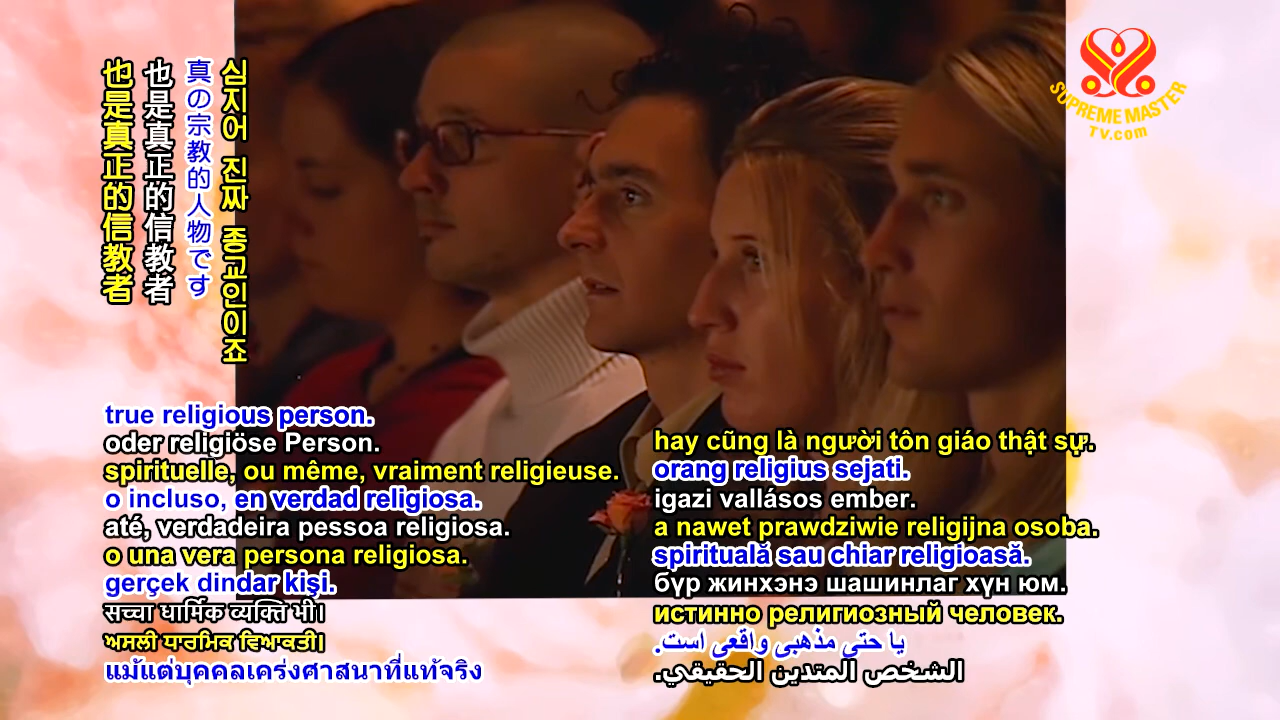 也是真正的信教者
也是真正的信教者
真の宗教的人物です
심지어 진짜 종교인이죠
SUPREME MASTER
TV.com
true religious person.
oder religiöse Person.
spirituelle, ou même, vraiment religieuse.
o incluso, en verdad religiosa.
até, verdadeira pessoa religiosa.
o una vera persona religiosa.
gerçek dindar kişi.
सच्चा धार्मिक व्यक्ति भी।
ਅਸਲੀ ਧਾਰਮਿਕ ਵਿਆਕਤੀ।
แม้แต่บุคคลเคร่งศาสนาที่แท้จริง
hay cũng là người tôn giáo thật sự.
orang religius sejati.
igazi vallásos ember.
a nawet prawdziwie religijna osoba.
spirituală sau chiar religioasă.
бүр жинхэнэ шашинлаг хүн юм.
истинно религиозный человек.
یا حتی مذهبی واقعی است.
الشخص المتدين الحقيقي.